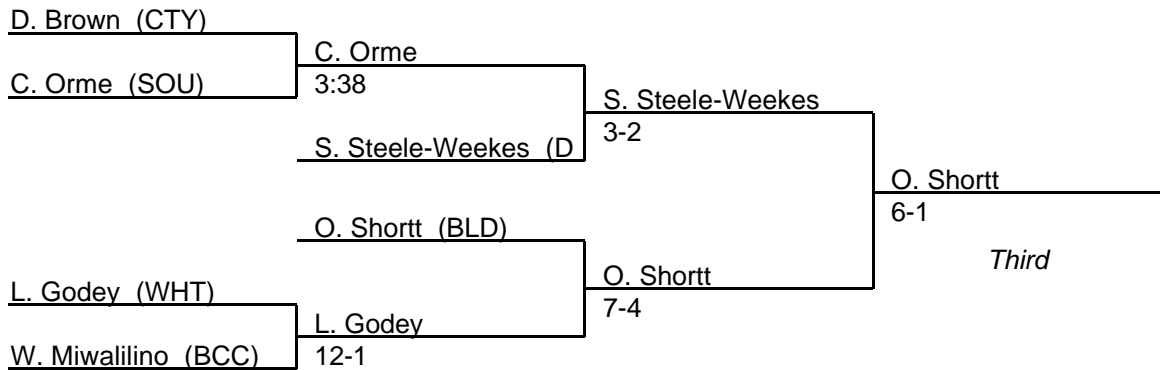 D. Brown (CTY)
C. Orme (SOU)
C. Orme
3:38
S. Steele-Weekes (D
S. Steele-Weekes
3-2
O. Shortt (BLD)
L. Godey (WHT)
W. Miwalilino (BCC)
L. Godey
12-1
O. Shortt
7-4
O. Shortt
6-1
Third